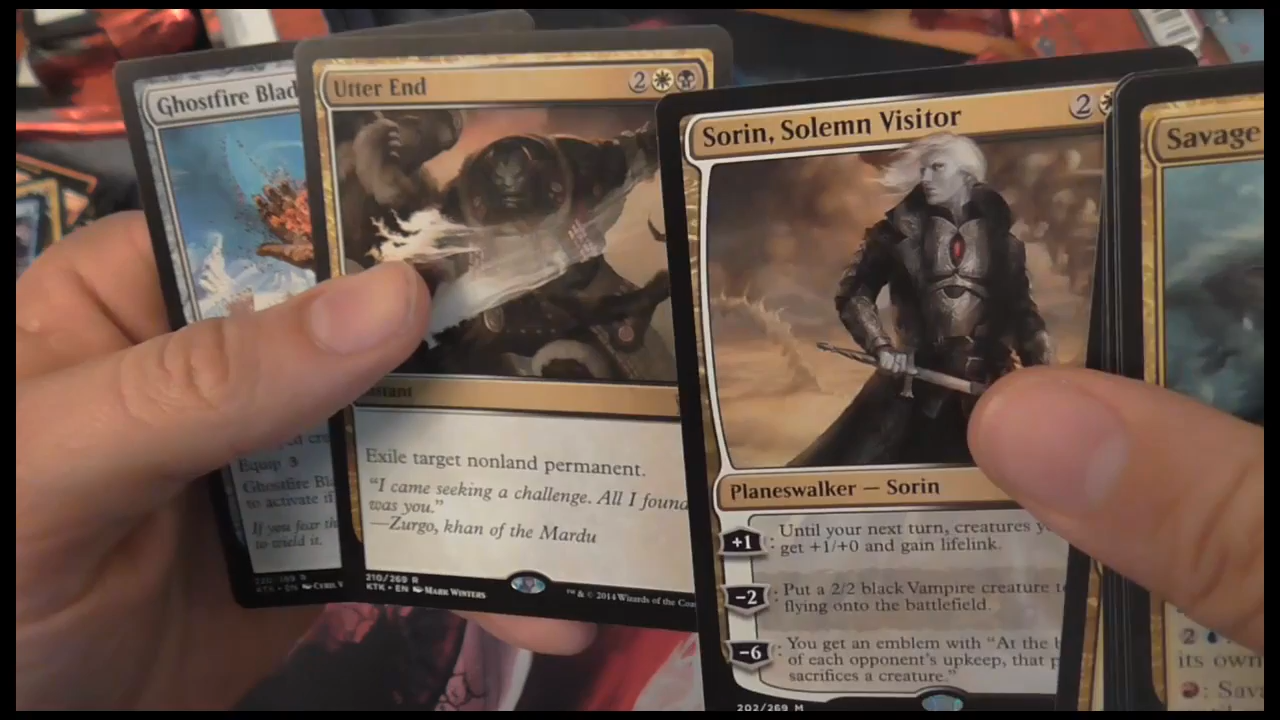 Ghostfire Blad
Equip 3
Ghostfire Bl
to activate if
If you fear th
to wield it.
Utter End
2
Exile target nonland permanent.
"I came seeking a challenge. All I found
was you."
—Zurgo, khan of the Mardu
210/269 R
KTK • EN MARK WINTERS
™ & © 2014 Wizards of the Coa
Sorin, Solemn Visitor
2
Planeswalker — Sorin
+1: Until your next turn, creatures y
get +1/+0 and gain lifelink.
-2: Put a 2/2 black Vampire creature t
flying onto the battlefield.
-6: You get an emblem with "At the b
of each opponent's upkeep, that p
sacrifices a creature."
202/269 M
Savage
2
its own
: Sava